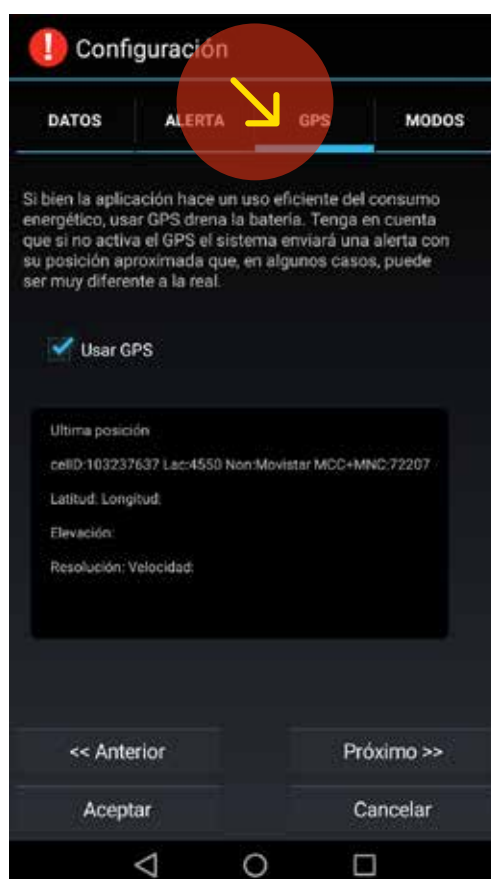 Configuración
DATOS ALERTA GPS MODOS
Si bien la aplicación hace un uso eficiente del consumo
energético, usar GPS drena la batería. Tenga en cuenta
que si no activa el GPS el sistema enviará una alerta con
su posición aproximada que, en algunos casos, puede
ser muy diferente a la real.
Usar GPS
Ultima posición
cellD:103237637 Lac:4550 Non:Movistar MCC+MNC:72207
Latitud: Longitud:
Elevación:
Resolución: Velocidad:
<< Anterior Próximo >>
Aceptar Cancelar